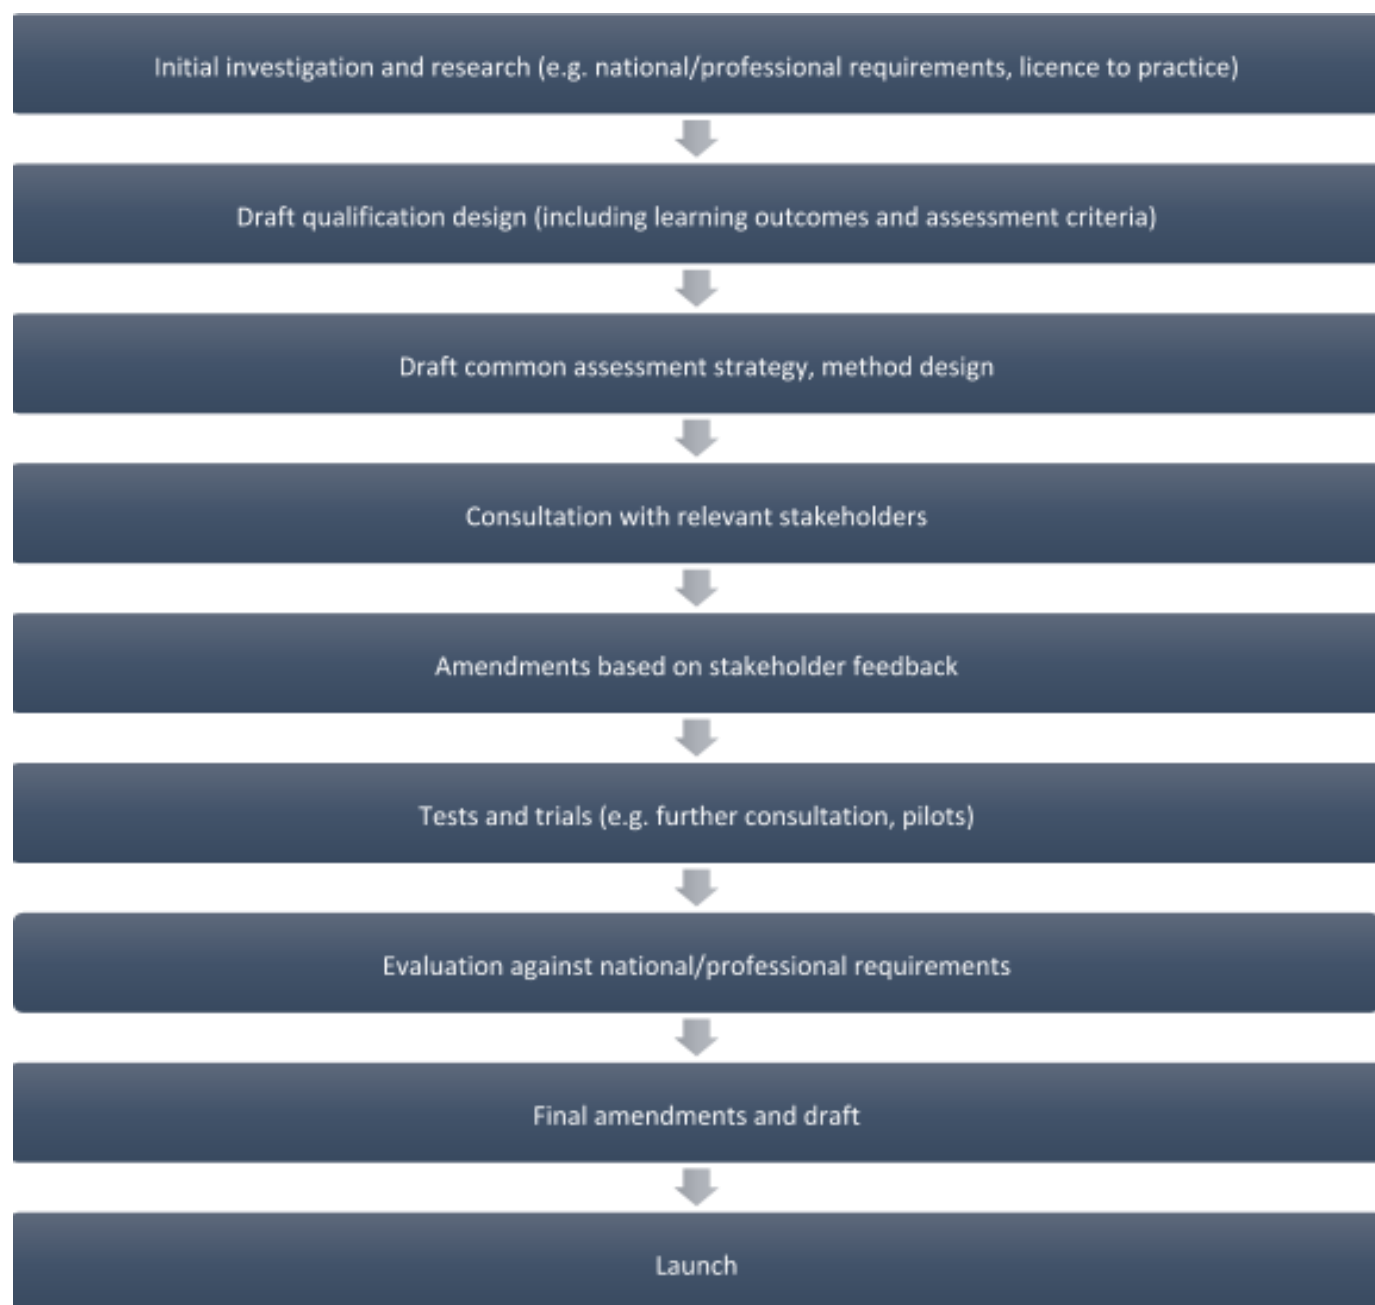 Initial investigation and research (e.g. national/professional requirements, licence to practice)
Draft qualification design (including learning outcomes and assessment criteria)
Draft common assessment strategy, method design
Consultation with relevant stakeholders
Amendments based on stakeholder feedback
Tests and trials (e.g. further consultation, pilots)
Evaluation against national/professional requirements
Final amendments and draft
Launch